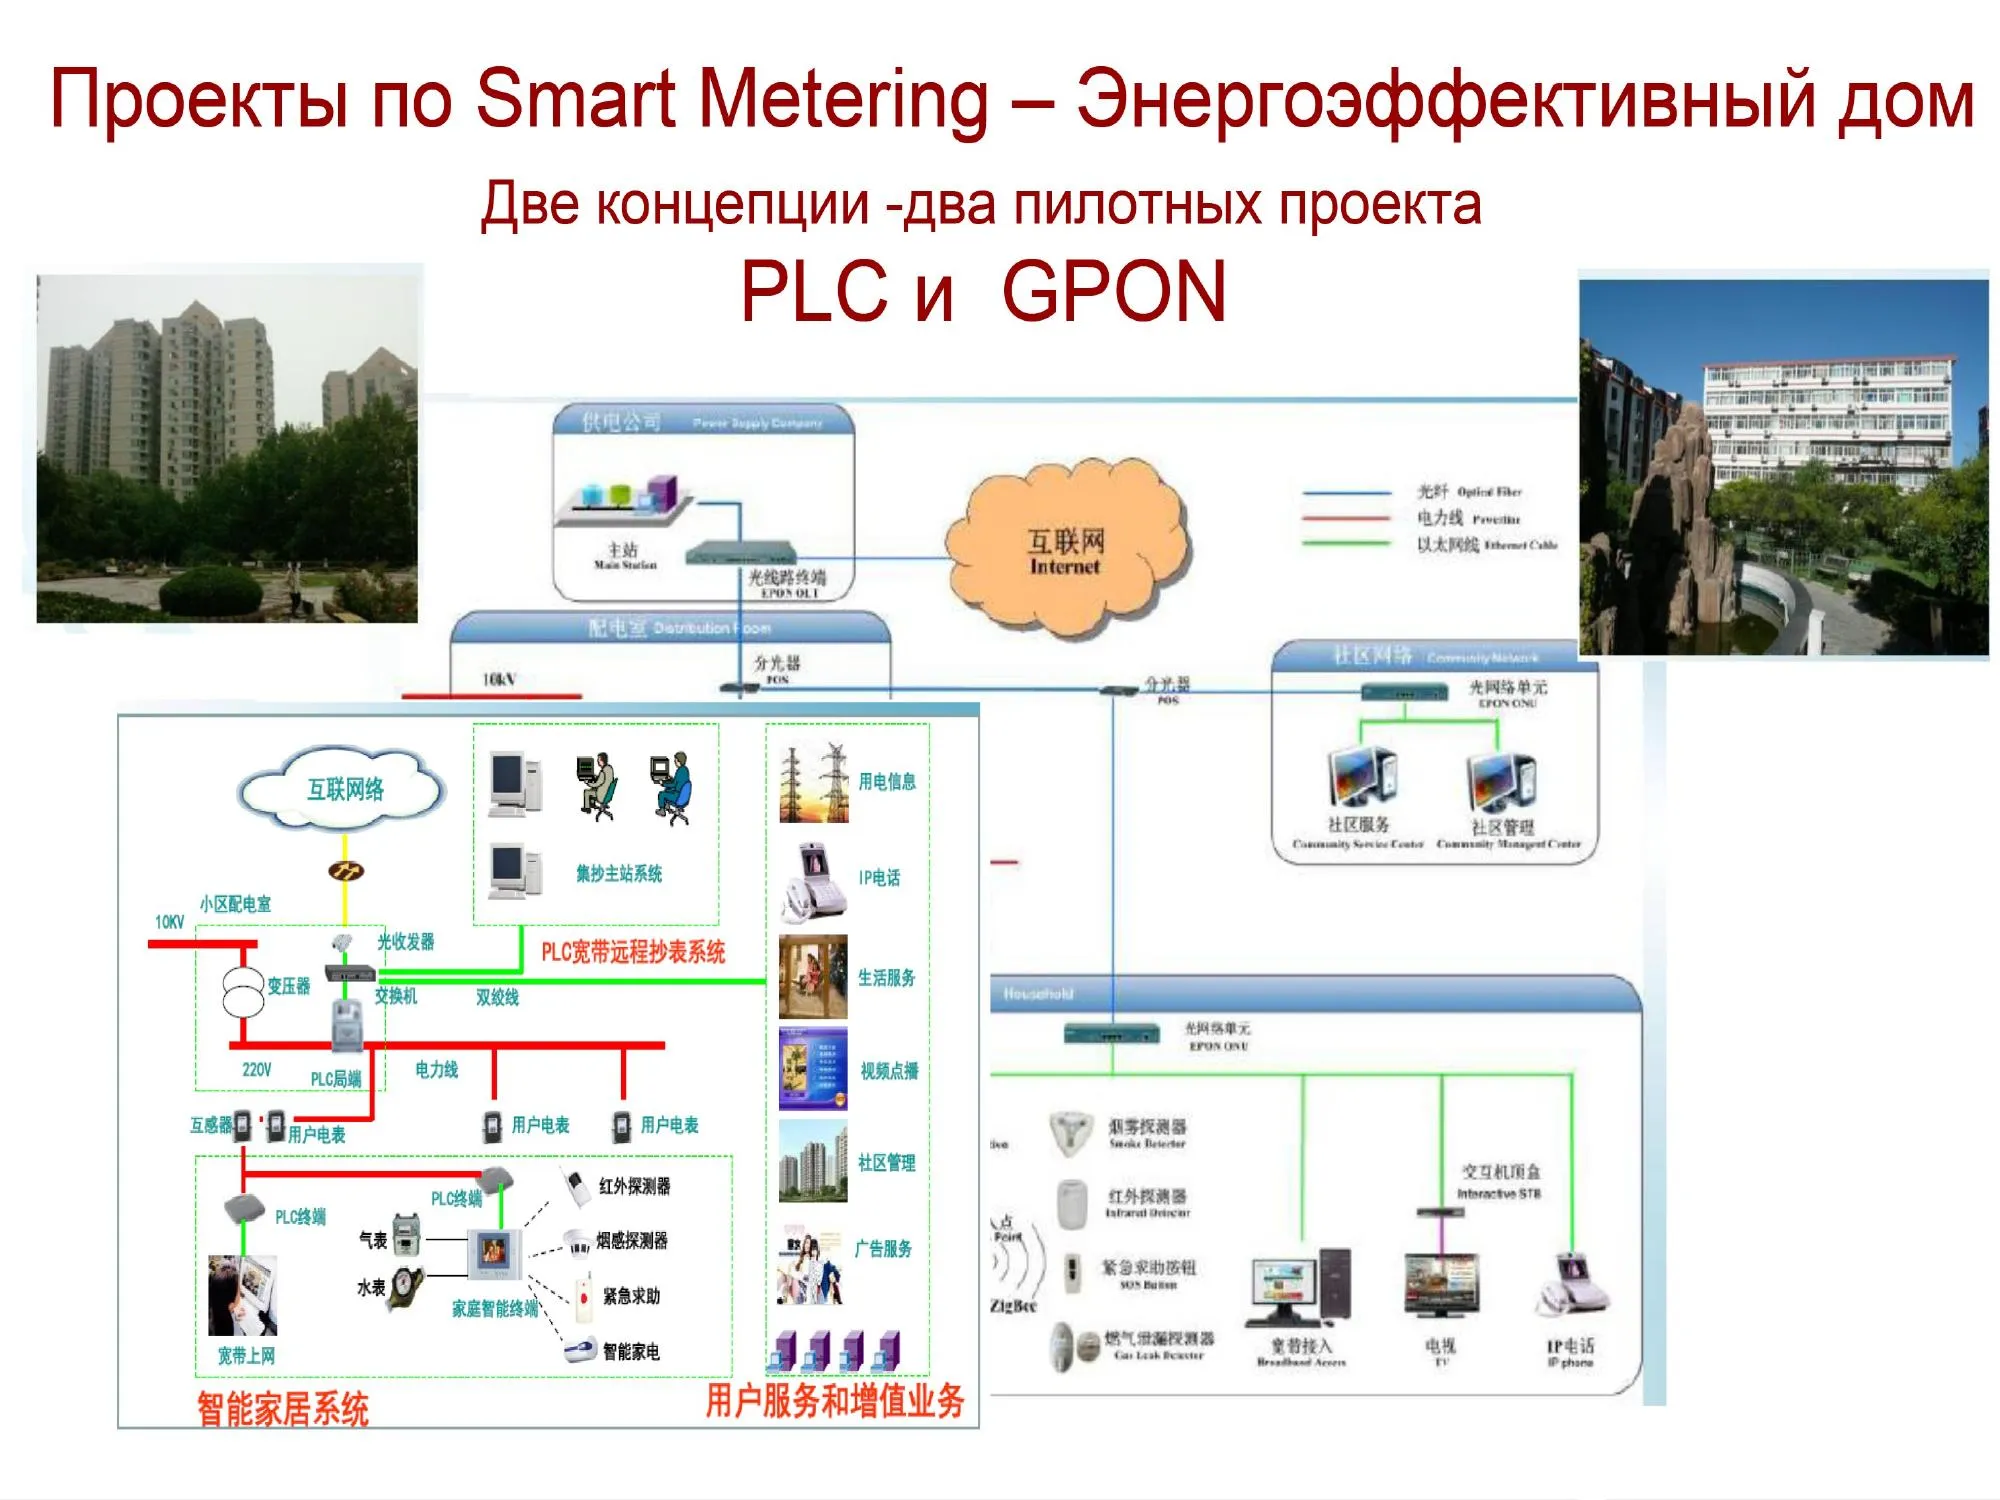 Проекты по Smart Metering – Энергоэффективный дом
Две концепции -два пилотных проекта
PLC и GPON
供电公司 Power Supply Company
主站
Main Station
光线路终端
EPON OLT
互联网
Internet
光纤 Optical Fiber
电力线 Powerline
以太网线 Ethernet Cable
配电室 Distribution Room
10kV
分光器
POS
分光器
POS
社区网络 Community Network
光网络单元
EPON ONU
社区服务
Community Service Center
社区管理
Community Managent Center
互联网络
集抄主站系统
小区配电室
10KV
光收发器
PLC宽带远程抄表系统
变压器
交换机
双绞线
220V
PLC局端
电力线
互感器
用户电表
用户电表
用户电表
PLC终端
PLC终端
红外探测器
气表
烟感探测器
水表
家庭智能终端
紧急求助
宽带上网
智能家电
智能家居系统
用电信息
IP电话
生活服务
视频点播
社区管理
广告服务
用户服务和增值业务
Household
光网络单元
EPON ONU
烟雾探测器
Smoke Detector
红外探测器
Infrared Detector
入点
Point
紧急求助按钮
SOS Button
ZigBee
燃气泄漏探测器
Gas Leak Detector
交互机顶盒
Interactive STB
宽带接入
Broadband Access
电视
TV
IP电话
IP phone